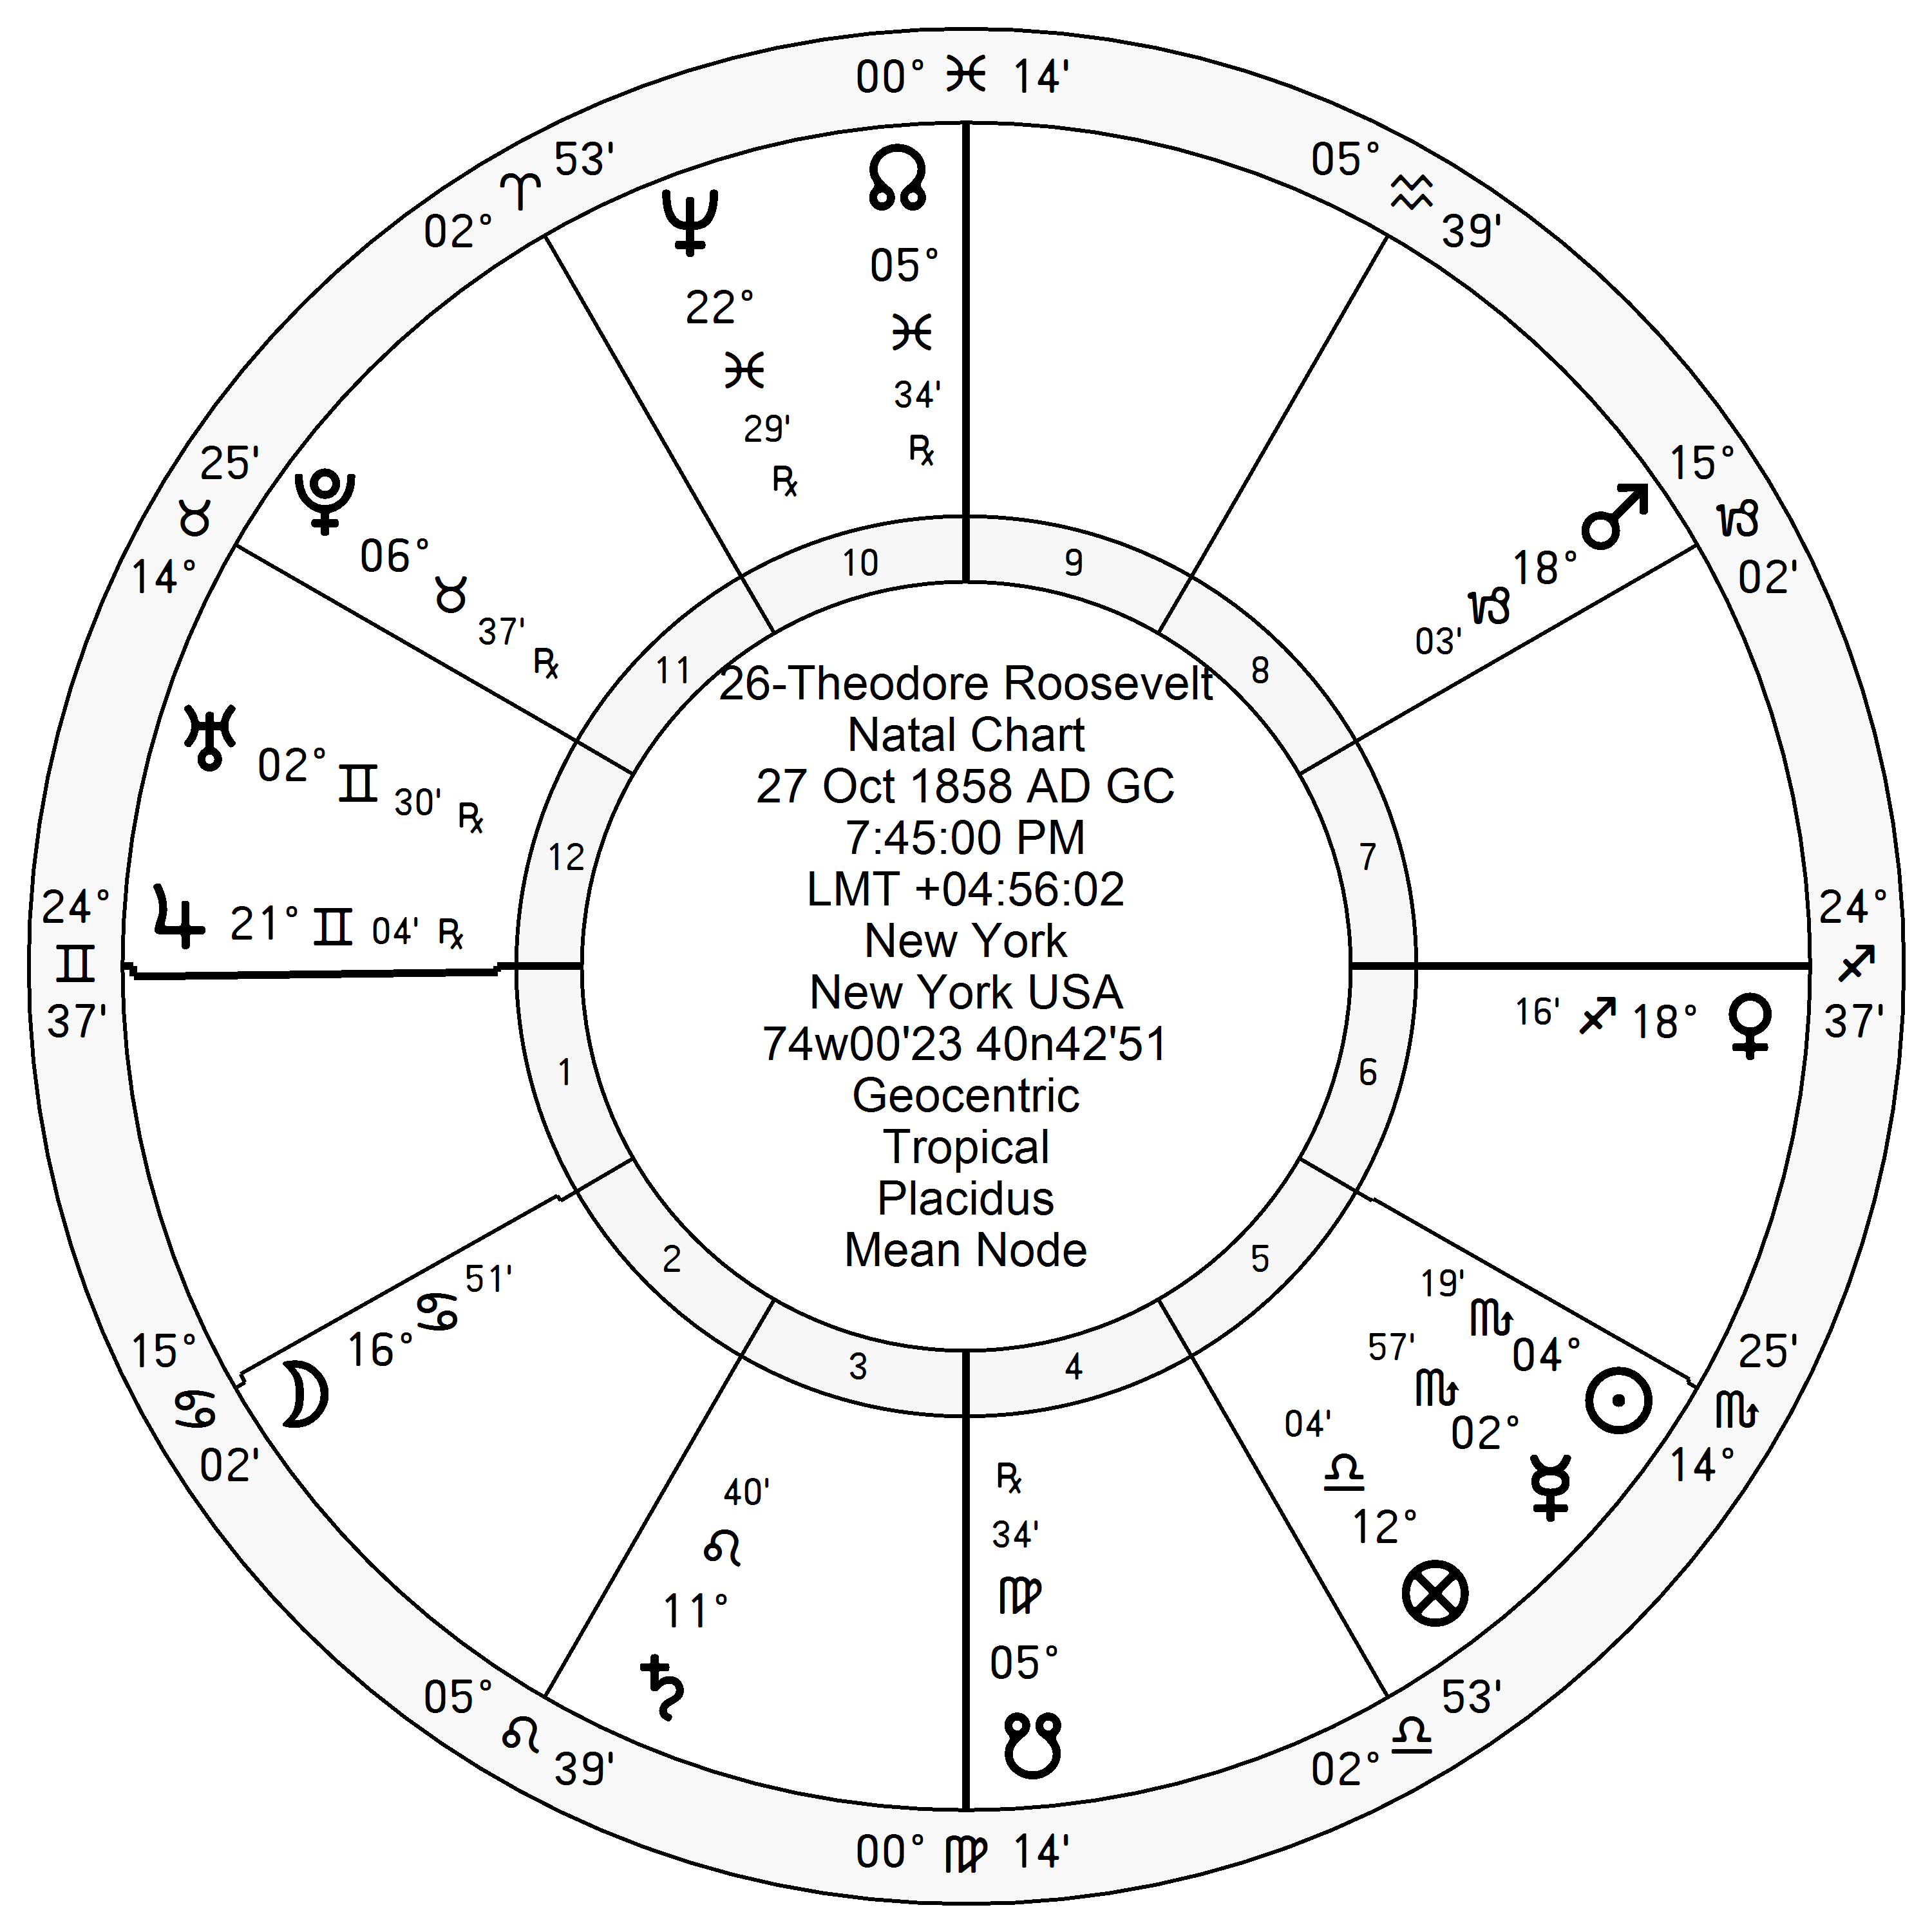 00° ♓ 14'
02° ♈ 53'
05° ♒ 39'
☊
05° ♓ 34' ℞
♆
22° ♓ 29' ℞
25' ♉ 14°
15° ♑ 02'
♇ 06° ♉ 37' ℞
03' ♑ 18° ♂
10
9
11
8
12
7
1
6
2
5
3
4
26-Theodore Roosevelt
Natal Chart
27 Oct 1858 AD GC
7:45:00 PM
LMT +04:56:02
New York
New York USA
74w00'23 40n42'51
Geocentric
Tropical
Placidus
Mean Node
♅ 02° ♊ 30' ℞
24° ♊ 37'
♃ 21° ♊ 04' ℞
24° ♐ 37'
16' ♐ 18° ♀
15° ♋ 02'
☽ 16° ♋ 51'
19' ♏ 04° ☉
25' ♏ 14°
57' ♏ 02° ☿
04' ♎ 12° ⊗
40' ♌ 11° ♄
℞ 34' ♍ 05° ☋
05° ♌ 39'
02° ♎ 53'
00° ♍ 14'